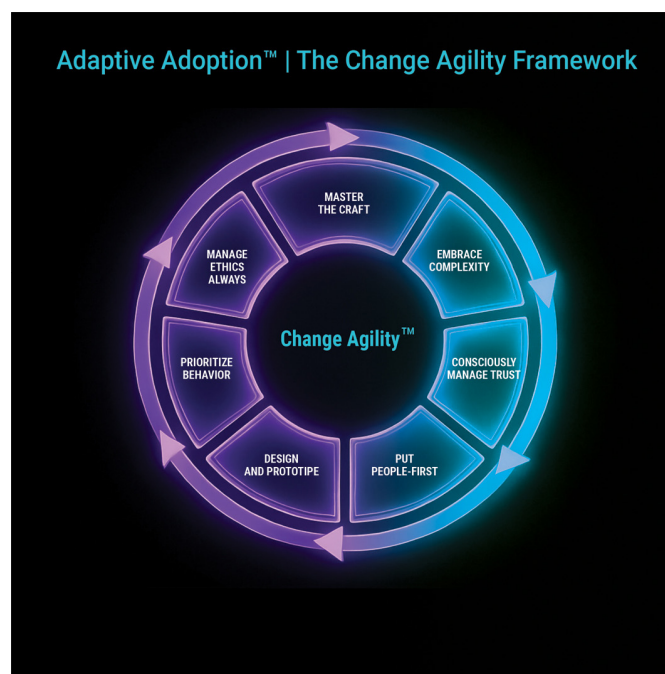 Adaptive Adoption™ | The Change Agility Framework
MASTER
THE CRAFT
EMBRACE
COMPLEXITY
CONSCIOUSLY
MANAGE TRUST
PUT
PEOPLE-FIRST
DESIGN
AND PROTOTIPE
PRIORITIZE
BEHAVIOR
MANAGE
ETHICS
ALWAYS
Change Agility™